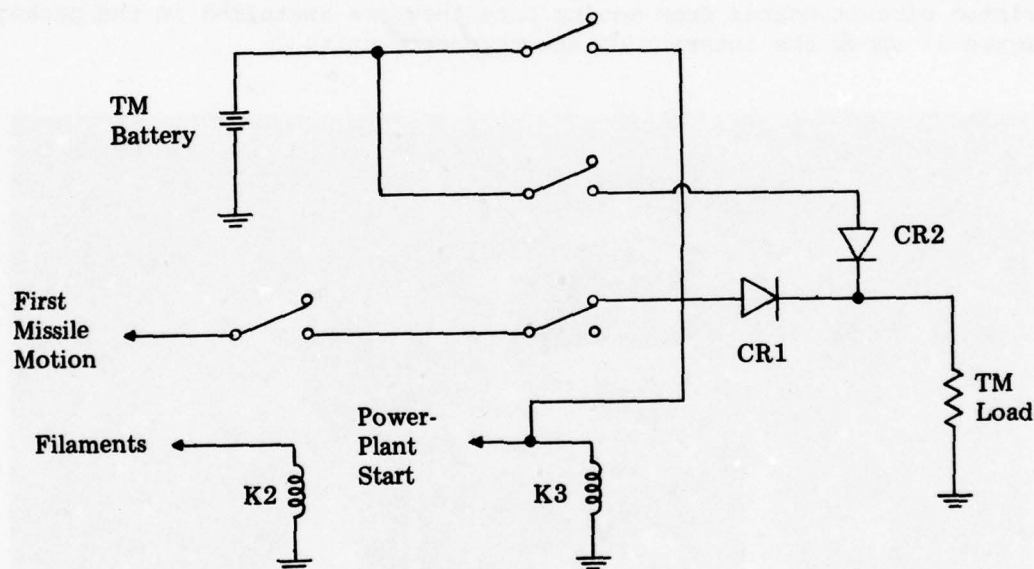 TM
Battery
CR2
First
Missile
Motion
CR1
TM
Load
Filaments
Power-
Plant
Start
K2
K3